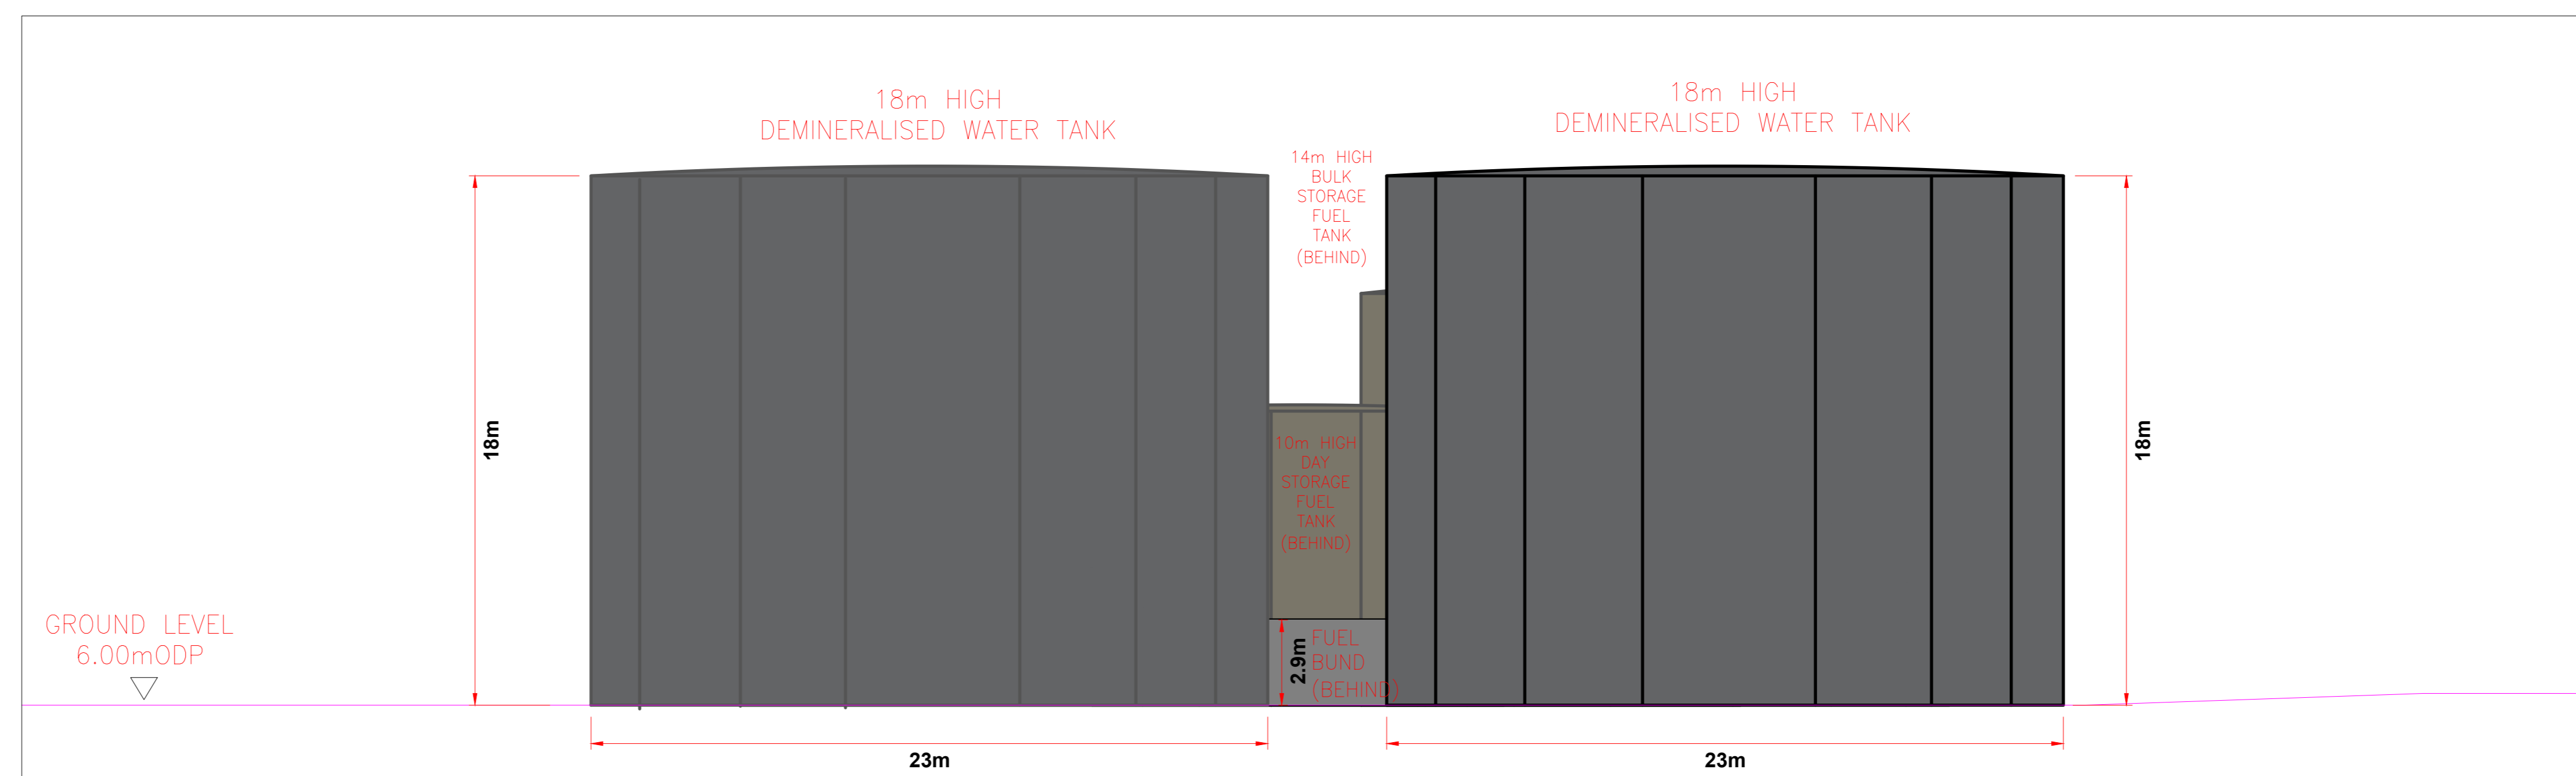 18m HIGH
DEMINERALISED WATER TANK
18m HIGH
DEMINERALISED WATER TANK
14m HIGH
BULK
STORAGE
FUEL
TANK
(BEHIND)
18m
18m
10m HIGH
DAY
STORAGE
FUEL
TANK
(BEHIND)
GROUND LEVEL
6.00mODP
2.9m
FUEL
BUND
(BEHIND)
23m
23m